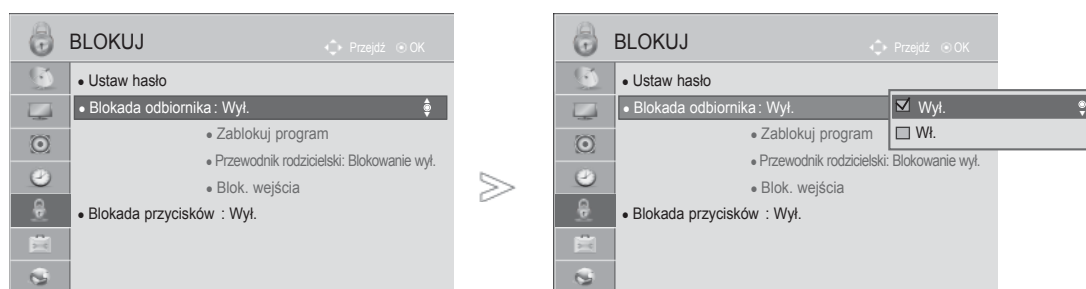 BLOKUJ
Przejdź OK
• Ustaw hasło
• Blokada odbiornika : Wył.
• Zablokuj program
• Przewodnik rodzicielski: Blokowanie wył.
• Blok. wejścia
• Blokada przycisków : Wył.
BLOKUJ
Przejdź OK
• Ustaw hasło
• Blokada odbiornika : Wył.
Wył.
Wł.
• Zablokuj program
• Przewodnik rodzicielski: Blokowanie wył.
• Blok. wejścia
• Blokada przycisków : Wył.